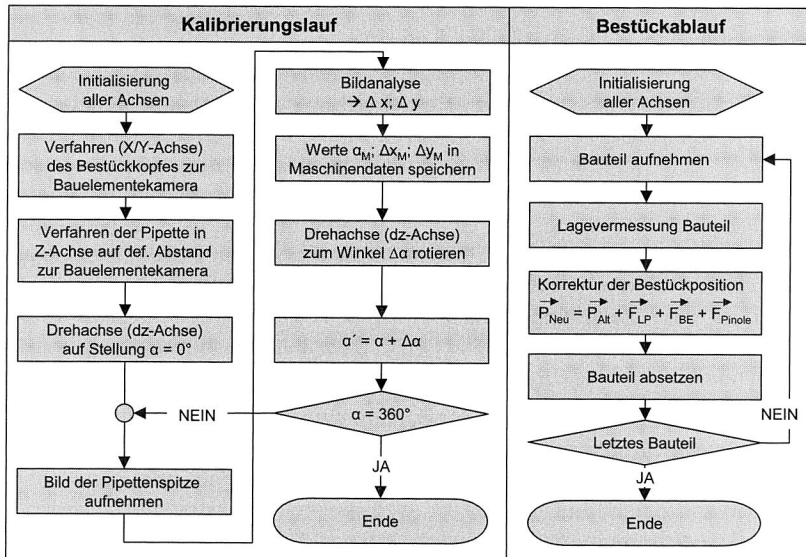 Kalibrierungslauf
Initialisierung
aller Achsen
Verfahren (X/Y-Achse)
des Bestückkopfes zur
Bauelementekamera
Verfahren der Pipette in
Z-Achse auf def. Abstand
zur Bauelementekamera
Drehachse (dz-Achse)
auf Stellung α = 0°
Bild der Pipettenspitze
aufnehmen
Bildanalyse
→ Δ x; Δ y
Werte α_M; Δx_M; Δy_M in
Maschinendaten speichern
Drehachse (dz-Achse)
zum Winkel Δα rotieren
α´ = α + Δα
α = 360°
NEIN
JA
Ende
Bestückablauf
Initialisierung
aller Achsen
Bauteil aufnehmen
Lagevermessung Bauteil
Korrektur der Bestückposition
P_Neu = P_Alt + F_LP + F_BE + F_Pinole
Bauteil absetzen
Letztes Bauteil
NEIN
JA
Ende